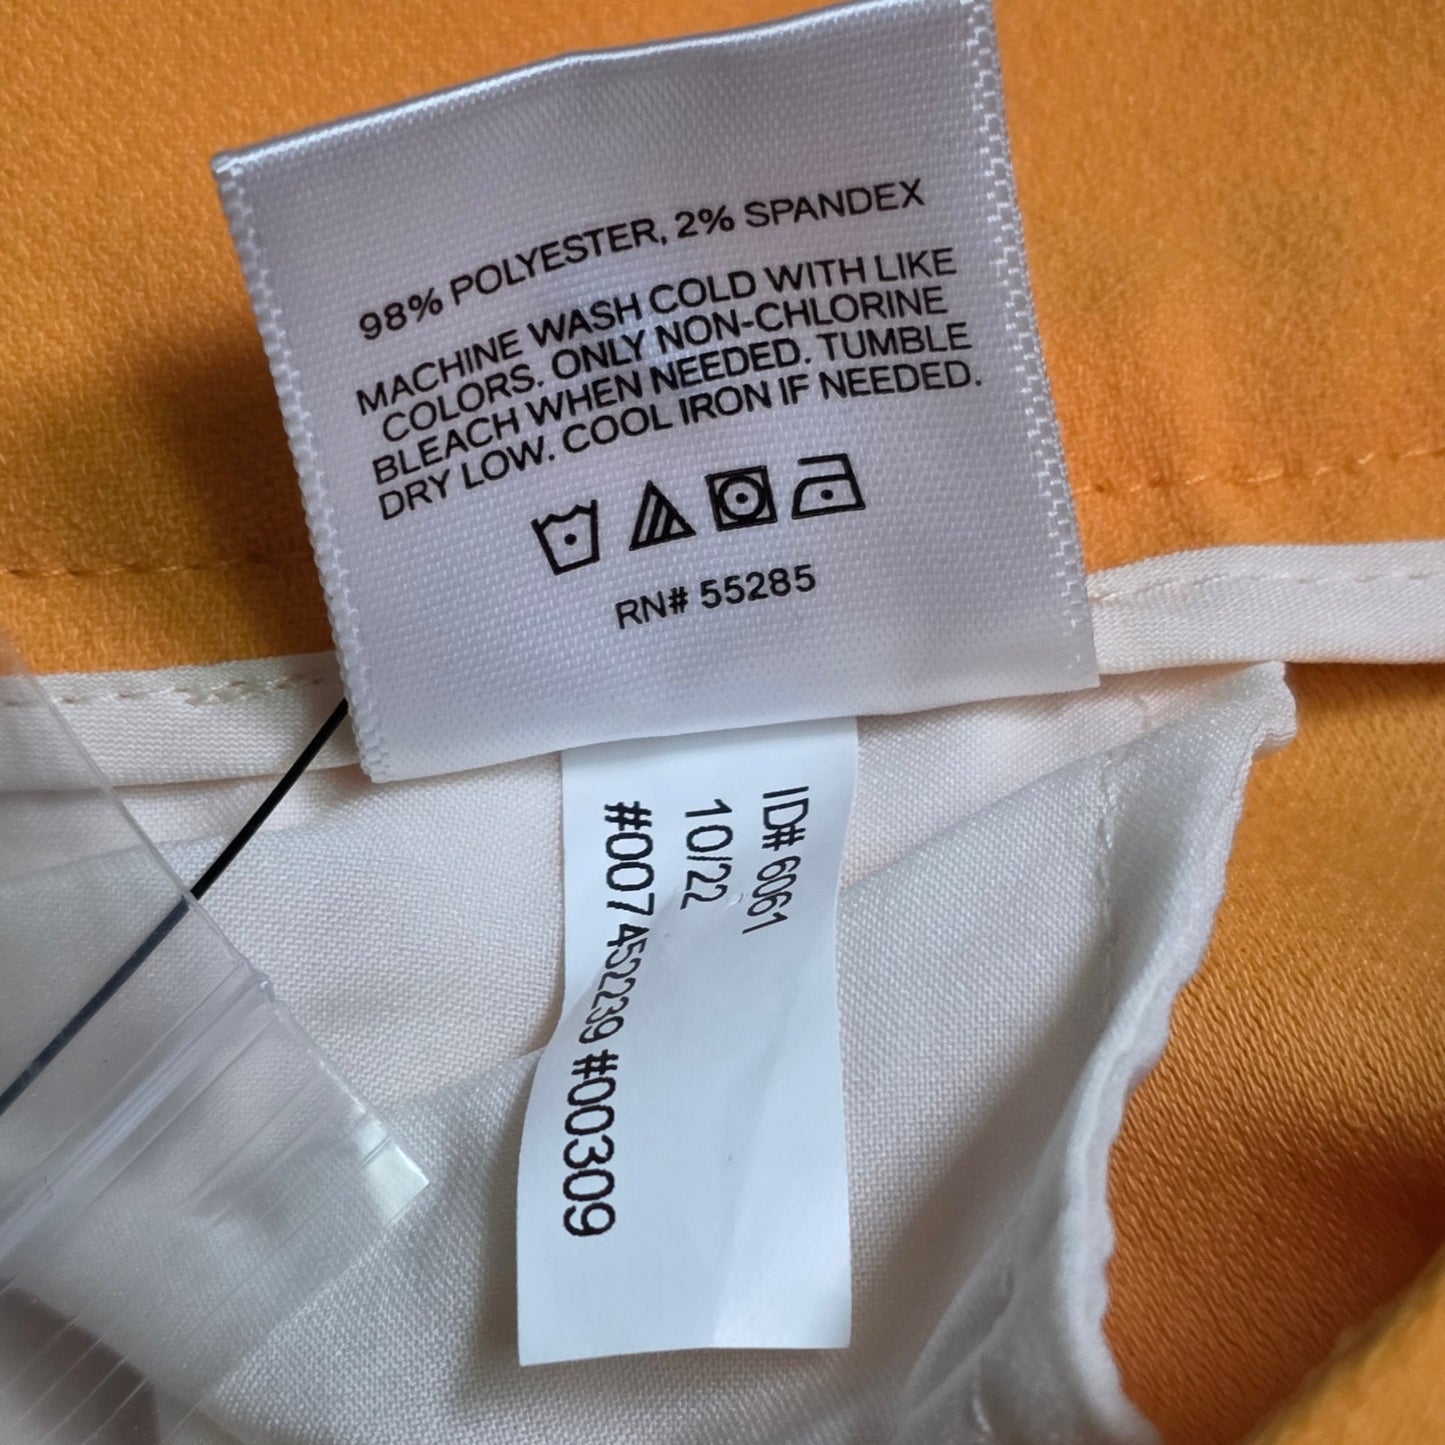 98% POLYESTER, 2% SPANDEX
MACHINE WASH COLD WITH LIKE
COLORS. ONLY NON-CHLORINE
BLEACH WHEN NEEDED. TUMBLE
DRY LOW. COOL IRON IF NEEDED.
RN# 55285
ID# 6061
10/22
#007452239 #00309